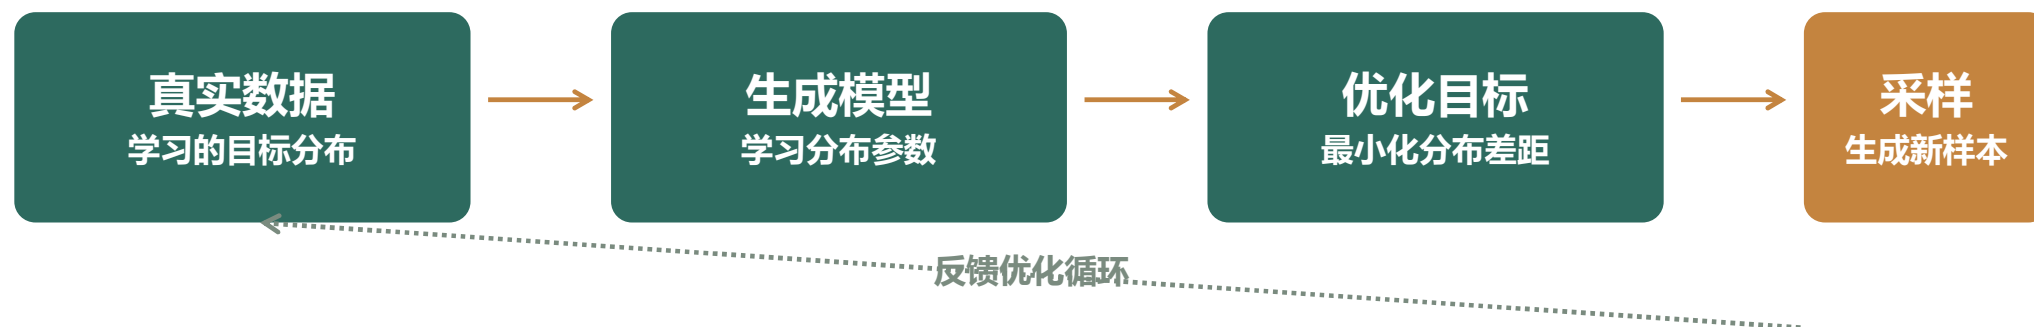 真实数据
学习的目标分布
生成模型
学习分布参数
优化目标
最小化分布差距
采样
生成新样本
反馈优化循环